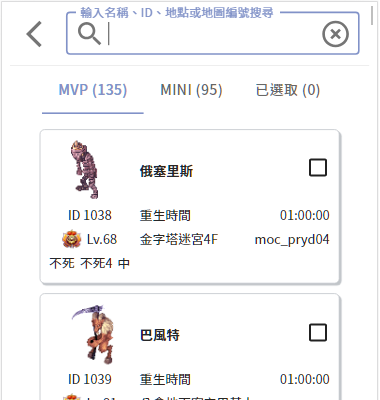 輸入名稱、ID、地點或地圖編號搜尋
MVP (135)
MINI (95)
已選取 (0)
俄塞里斯
ID 1038
重生時間
01:00:00
Lv.68
金字塔迷宮4F
moc_pryd04
不死 不死4 中
巴風特
ID 1039
重生時間
01:00:00